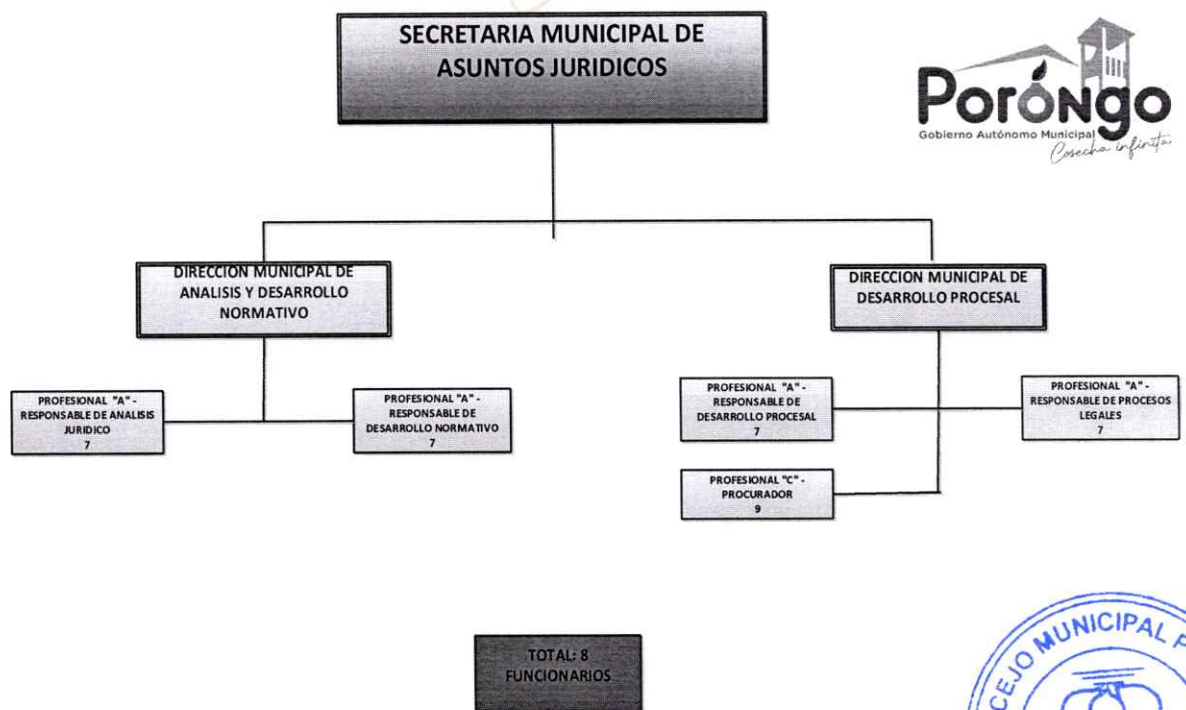 SECRETARIA MUNICIPAL DE
ASUNTOS JURIDICOS
Poróngo
Gobierno Autónomo Municipal
Cosecha infinita
DIRECCION MUNICIPAL DE
ANALISIS Y DESARROLLO
NORMATIVO
DIRECCION MUNICIPAL DE
DESARROLLO PROCESAL
PROFESIONAL "A" -
RESPONSABLE DE ANALISIS
JURIDICO
7
PROFESIONAL "A" -
RESPONSABLE DE
DESARROLLO NORMATIVO
7
PROFESIONAL "A" -
RESPONSABLE DE
DESARROLLO PROCESAL
7
PROFESIONAL "A" -
RESPONSABLE DE PROCESOS
LEGALES
7
PROFESIONAL "C" -
PROCURADOR
9
TOTAL: 8
FUNCIONARIOS
CEJO MUNICIPAL P